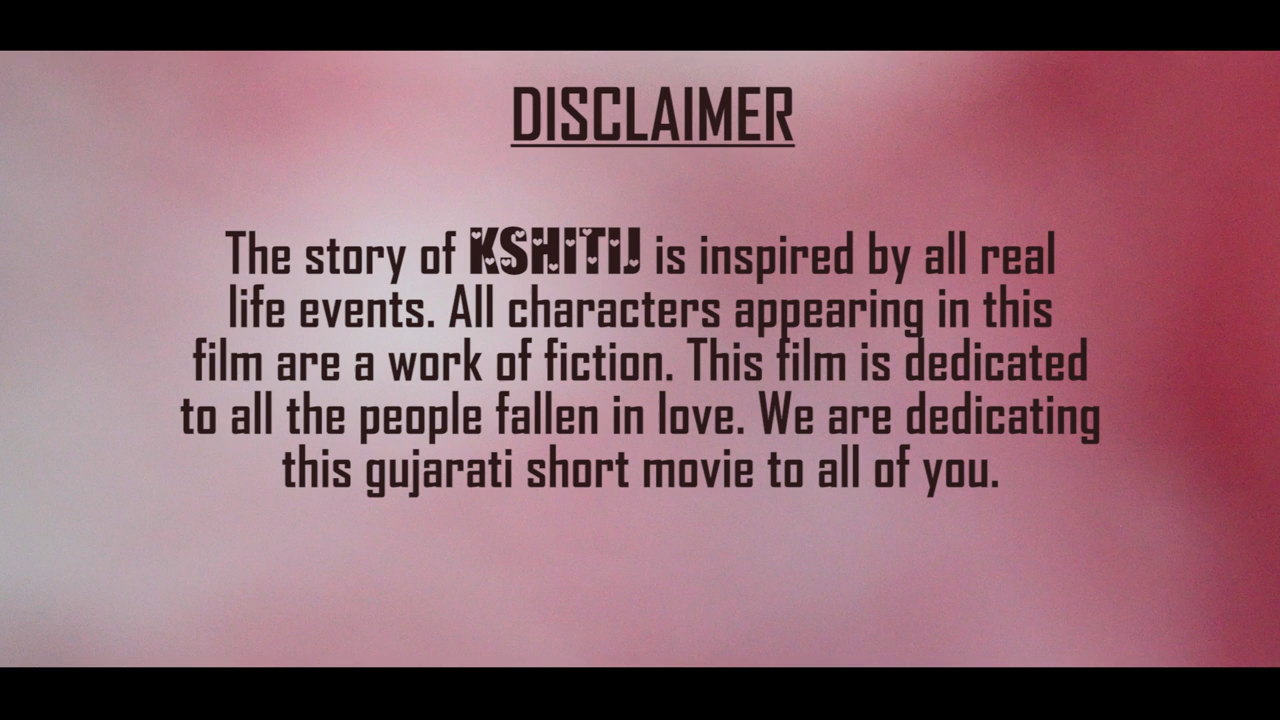 DISCLAIMER
The story of KSHITIJ is inspired by all real
life events. All characters appearing in this
film are a work of fiction. This film is dedicated
to all the people fallen in love. We are dedicating
this gujarati short movie to all of you.